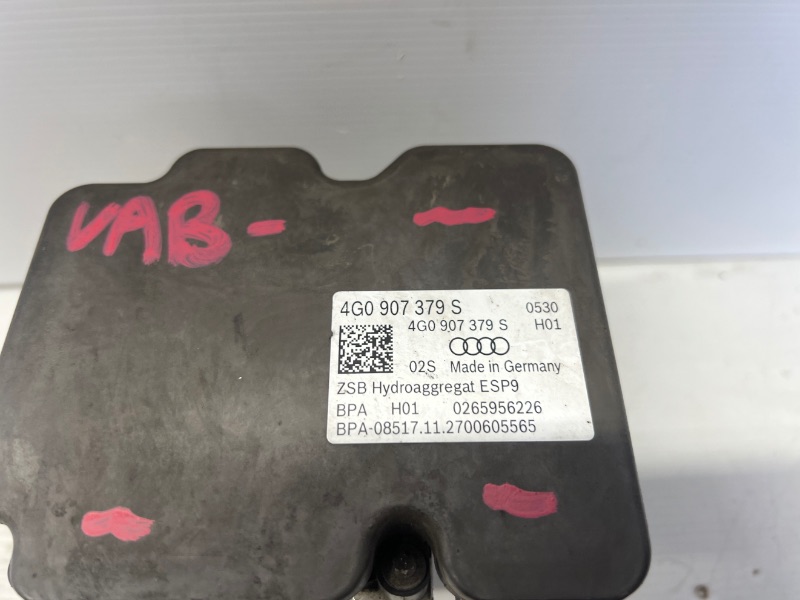 VAB-
4G0 907 379 S 0530
4G0 907 379 S H01
02S Made in Germany
ZSB Hydroaggregat ESP9
BPA H01 0265956226
BPA-08517.11.2700605565